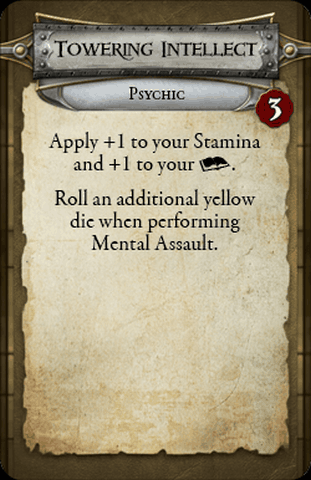 Towering Intellect
Psychic
3
Apply +1 to your Stamina
and +1 to your .
Roll an additional yellow
die when performing
Mental Assault.